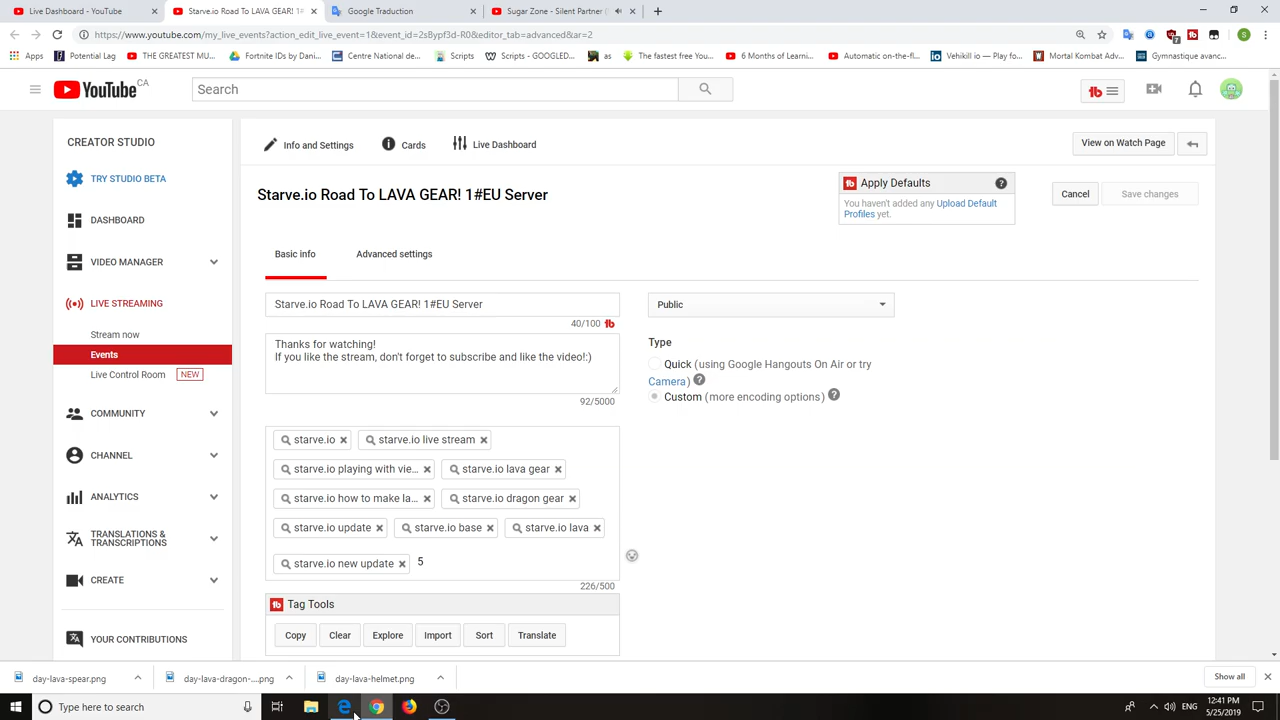 Live Dashboard - YouTube
Starve.io Road To LAVA GEAR! 1#
Google Traduction
Sugar Zone - Silent Partner
https://www.youtube.com/my_live_events?action_edit_live_event=1&event_id=2sBypf3d-R0&editor_tab=advanced&ar=2
Apps
Potential Lag
THE GREATEST MU...
Fortnite IDs by Dani...
Centre National de...
Scripts
Scripts - GOOGLED...
as
The fastest free You...
6 Months of Learnin...
Automatic on-the-fl...
Vehikill io — Play fo...
Mortal Kombat Adv...
Gymnastique avanc...
YouTube CA
Search
CREATOR STUDIO
TRY STUDIO BETA
DASHBOARD
VIDEO MANAGER
LIVE STREAMING
Stream now
Events
Live Control Room NEW
COMMUNITY
CHANNEL
ANALYTICS
TRANSLATIONS &
TRANSCRIPTIONS
CREATE
YOUR CONTRIBUTIONS
Info and Settings
Cards
Live Dashboard
View on Watch Page
Starve.io Road To LAVA GEAR! 1#EU Server
Apply Defaults
You haven't added any Upload Default
Profiles yet.
Cancel
Save changes
Basic info
Advanced settings
Starve.io Road To LAVA GEAR! 1#EU Server
40/100
Thanks for watching!
If you like the stream, don't forget to subscribe and like the video!:)
92/5000
Public
Type
Quick (using Google Hangouts On Air or try
Camera)
Custom (more encoding options)
starve.io
starve.io live stream
starve.io playing with vie...
starve.io lava gear
starve.io how to make la...
starve.io dragon gear
starve.io update
starve.io base
starve.io lava
starve.io new update
5
226/500
Tag Tools
Copy
Clear
Explore
Import
Sort
Translate
day-lava-spear.png
day-lava-dragon-....png
day-lava-helmet.png
Show all
Type here to search
ENG
12:41 PM
5/25/2019